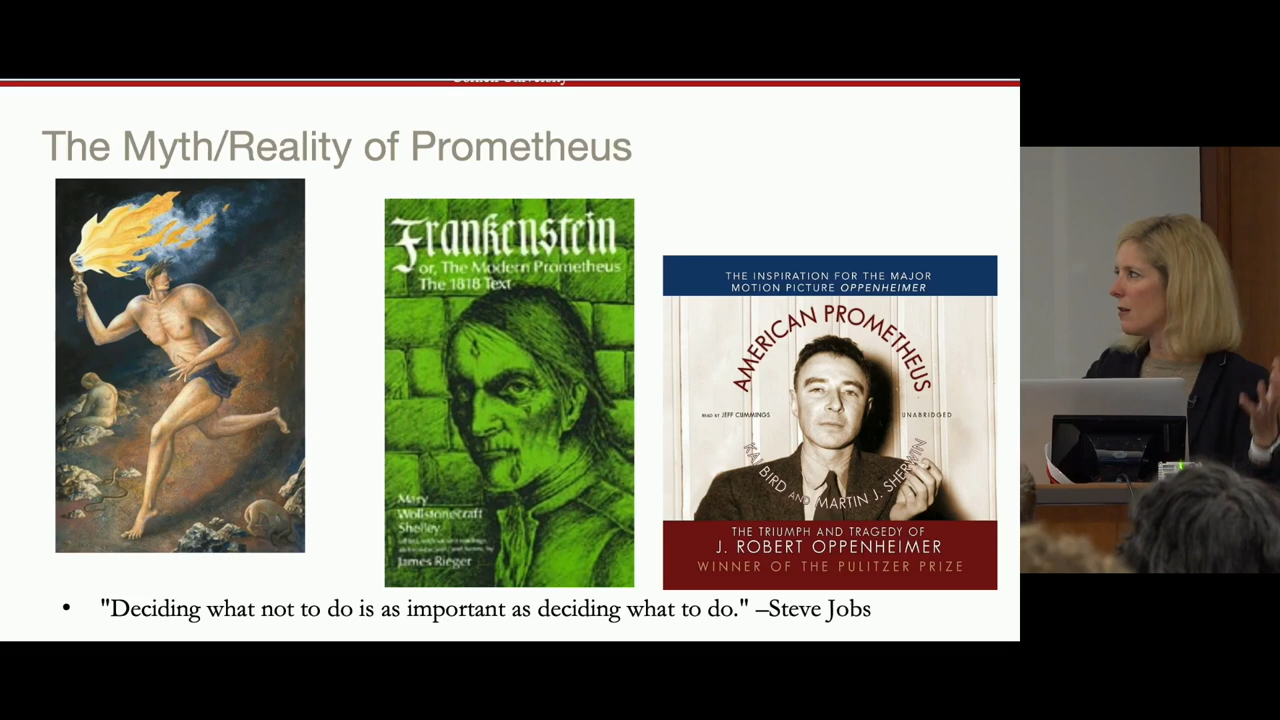 The Myth/Reality of Prometheus
Frankenstein
or, The Modern Prometheus
The 1818 Text
Mary
Wollstonecraft
Shelley
James Rieger
THE INSPIRATION FOR THE MAJOR
MOTION PICTURE OPPENHEIMER
AMERICAN PROMETHEUS
READ BY JEFF CUMMINGS
UNABRIDGED
KAI BIRD AND MARTIN J. SHERWIN
THE TRIUMPH AND TRAGEDY OF
J. ROBERT OPPENHEIMER
WINNER OF THE PULITZER PRIZE
• "Deciding what not to do is as important as deciding what to do." –Steve Jobs